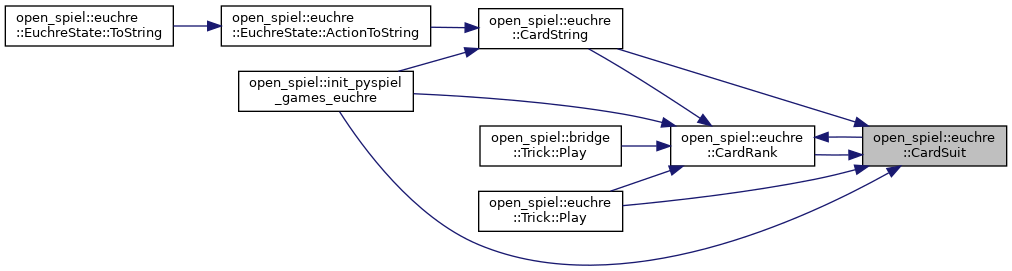 open_spiel::euchre
::EuchreState::ToString
open_spiel::euchre
::EuchreState::ActionToString
open_spiel::euchre
::CardString
open_spiel::init_pyspiel
_games_euchre
open_spiel::bridge
::Trick::Play
open_spiel::euchre
::CardRank
open_spiel::euchre
::CardSuit
open_spiel::euchre
::Trick::Play